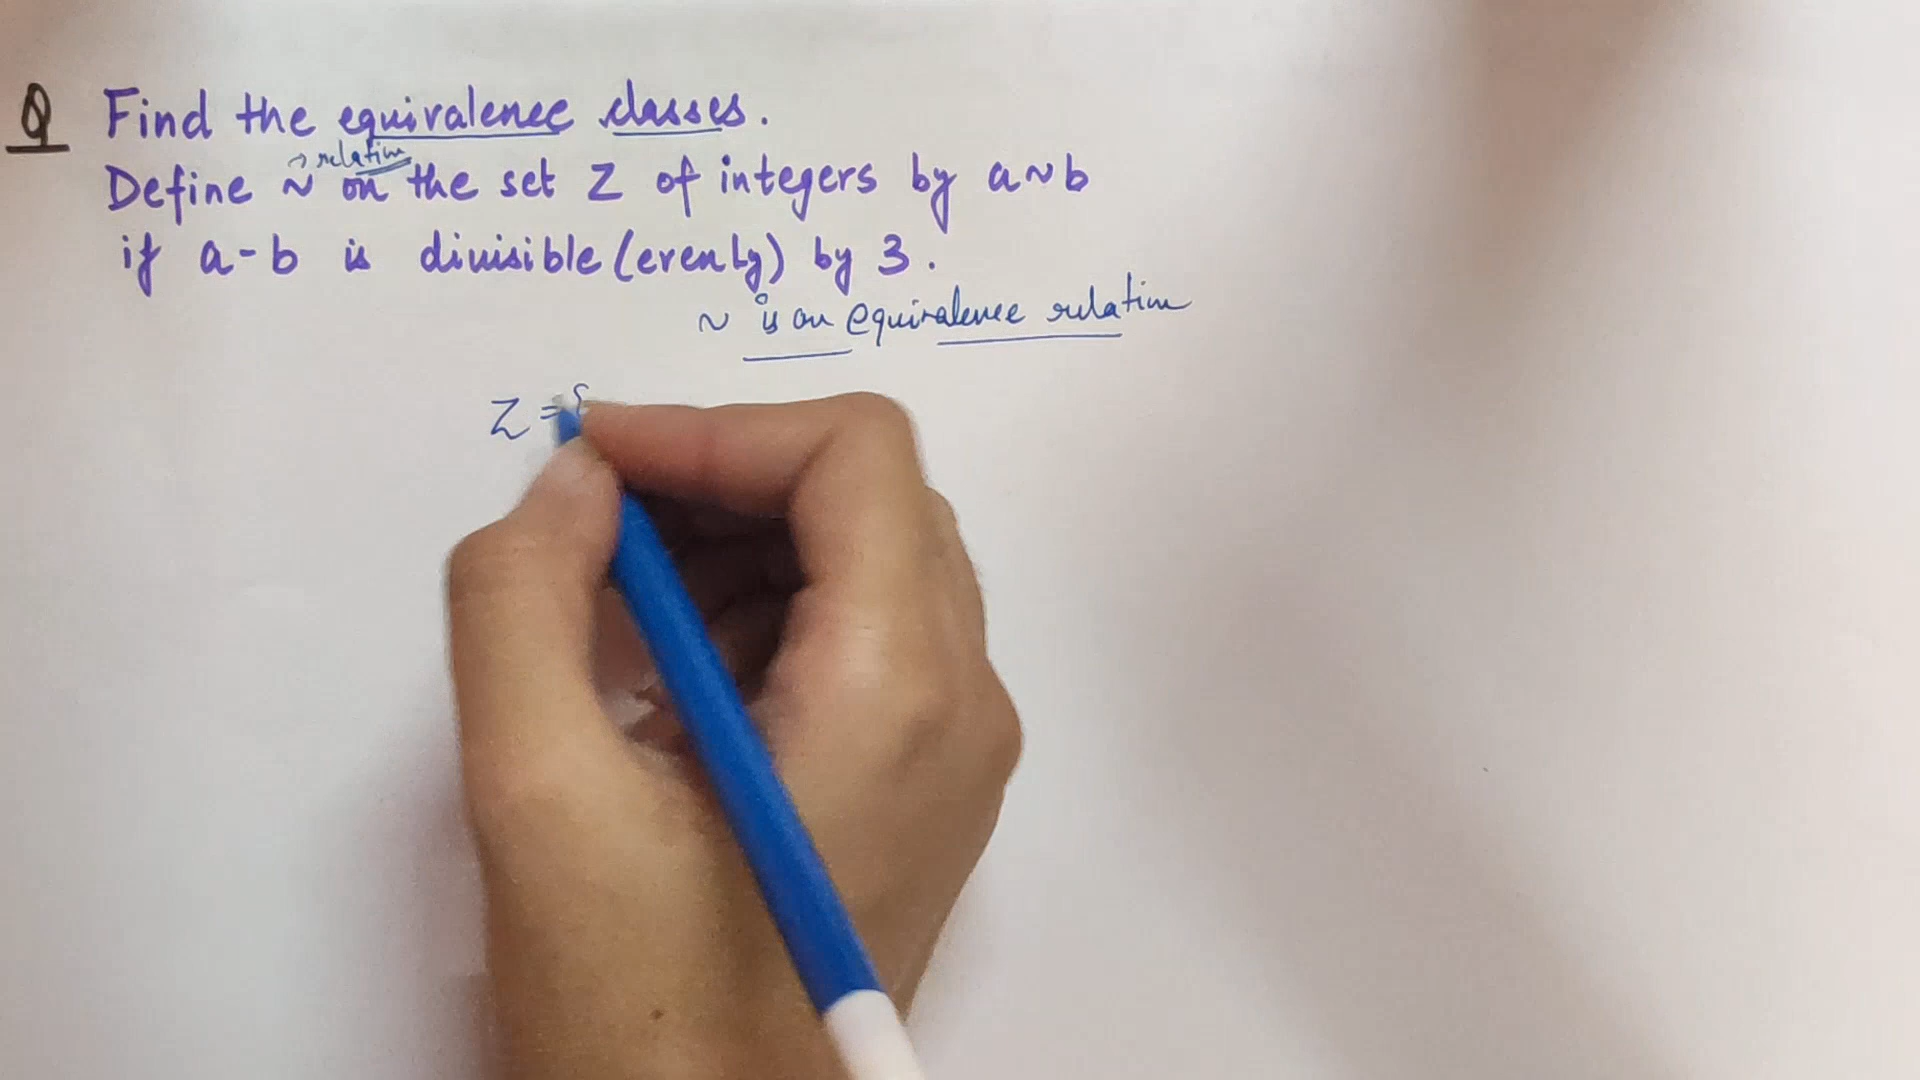 Q Find the equivalence classes.
→ relation
Define ~ on the set Z of integers by a~b
if a-b is divisible (evenly) by 3.
~ is an equivalence relation
Z = {